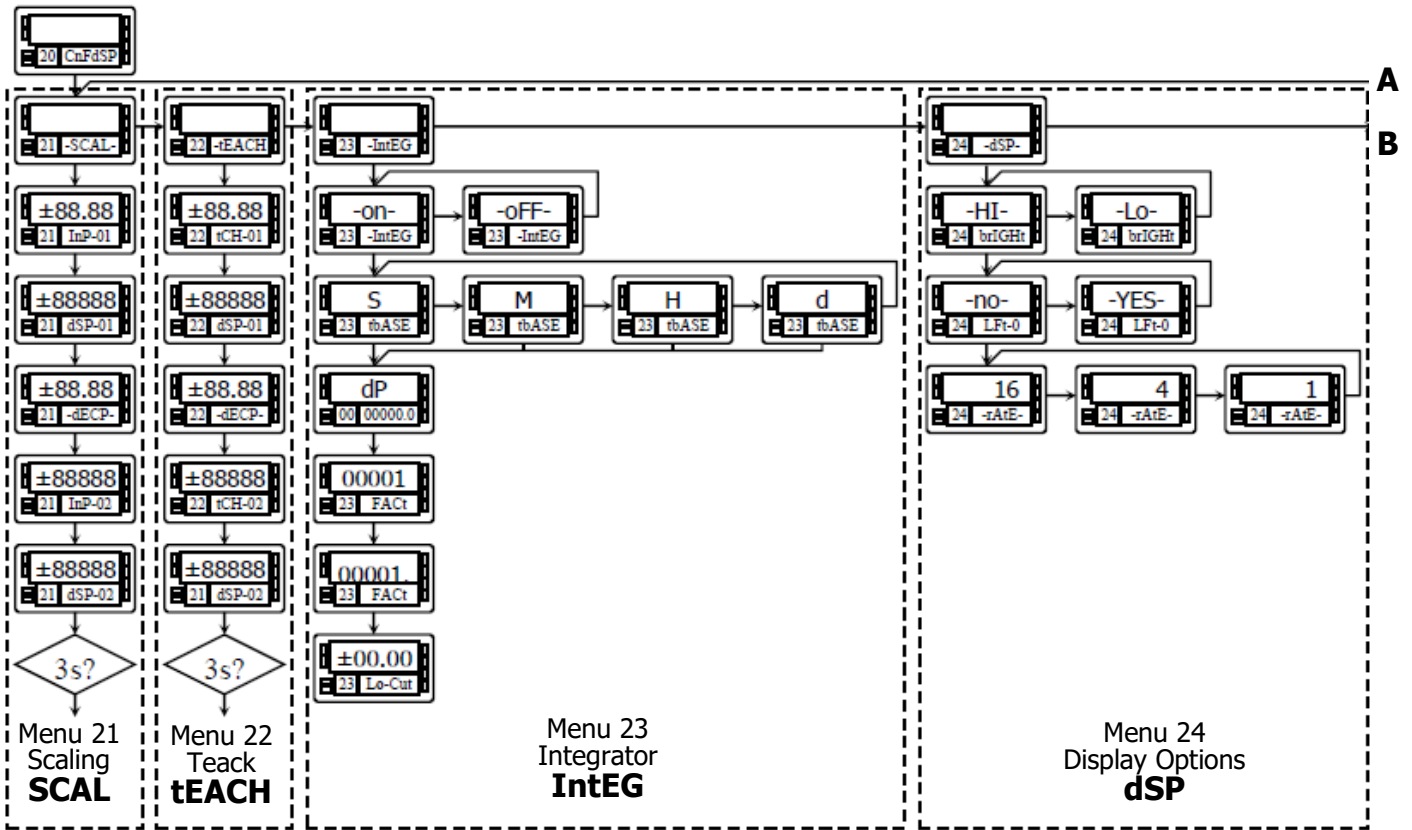 20 CnFdSP
A
B
21 -SCAL-
±88.88
21 InP-01
±88888
21 dSP-01
±88.88
21 -dECP-
±88888
21 InP-02
±88888
21 dSP-02
3s?
Menu 21
Scaling
SCAL
22 -tEACH
±88.88
22 tCH-01
±88888
22 dSP-01
±88.88
22 -dECP-
±88888
22 tCH-02
±88888
21 dSP-02
3s?
Menu 22
Teack
tEACH
23 -IntEG
-on-
23 -IntEG
-oFF-
23 -IntEG
S
23 tbASE
M
23 tbASE
H
23 tbASE
d
23 tbASE
dP
00 00000.0
00001
23 FACt
00001.
23 FACt
±00.00
23 Lo-Cut
Menu 23
Integrator
IntEG
24 -dSP-
-HI-
24 brIGHt
-Lo-
24 brIGHt
-no-
24 LFt-0
-YES-
24 LFt-0
16
24 -rAtE-
4
24 -rAtE-
1
24 -rAtE-
Menu 24
Display Options
dSP